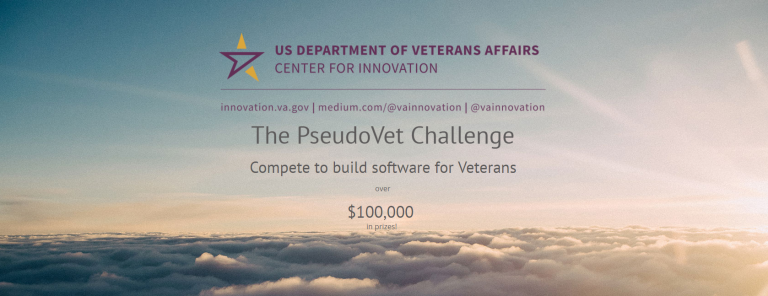 US DEPARTMENT OF VETERANS AFFAIRS
CENTER FOR INNOVATION
innovation.va.gov | medium.com/@vainnovation | @vainnovation
The PseudoVet Challenge
Compete to build software for Veterans
over
$100,000
in prizes!